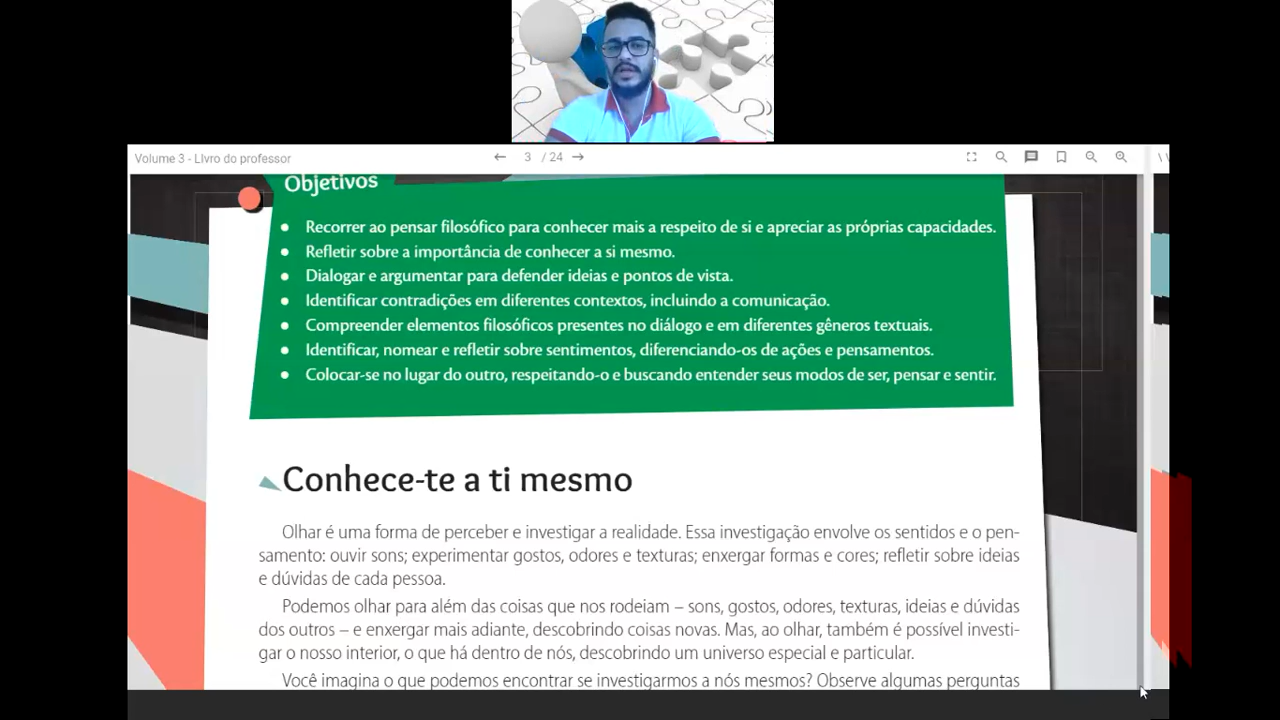 Volume 3 - LIvro do professor
3 / 24
Objetivos
● Recorrer ao pensar filosófico para conhecer mais a respeito de si e apreciar as próprias capacidades.
● Refletir sobre a importância de conhecer a si mesmo.
● Dialogar e argumentar para defender ideias e pontos de vista.
● Identificar contradições em diferentes contextos, incluindo a comunicação.
● Compreender elementos filosóficos presentes no diálogo e em diferentes gêneros textuais.
● Identificar, nomear e refletir sobre sentimentos, diferenciando-os de ações e pensamentos.
● Colocar-se no lugar do outro, respeitando-o e buscando entender seus modos de ser, pensar e sentir.
Conhece-te a ti mesmo
Olhar é uma forma de perceber e investigar a realidade. Essa investigação envolve os sentidos e o pen-
samento: ouvir sons; experimentar gostos, odores e texturas; enxergar formas e cores; refletir sobre ideias
e dúvidas de cada pessoa.
Podemos olhar para além das coisas que nos rodeiam – sons, gostos, odores, texturas, ideias e dúvidas
dos outros – e enxergar mais adiante, descobrindo coisas novas. Mas, ao olhar, também é possível investi-
gar o nosso interior, o que há dentro de nós, descobrindo um universo especial e particular.
Você imagina o que podemos encontrar se investigarmos a nós mesmos? Observe algumas perguntas